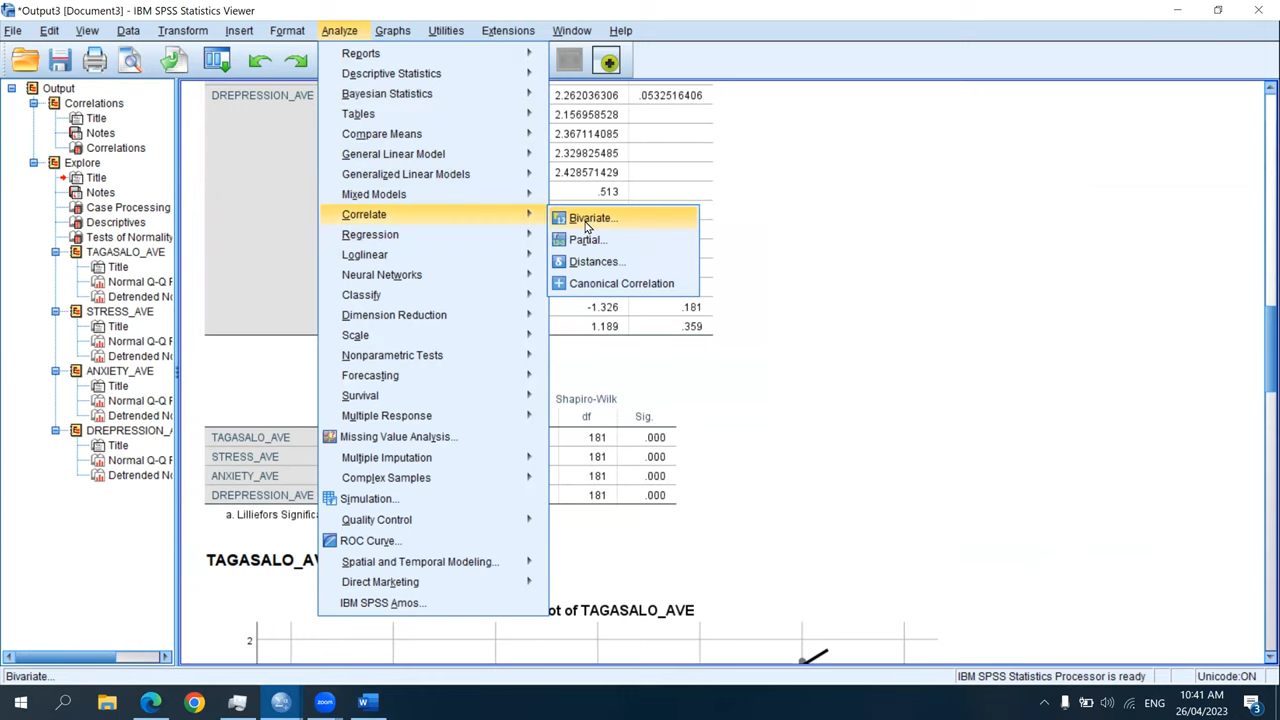 *Output3 [Document3] - IBM SPSS Statistics Viewer
File Edit View Data Transform Insert Format Analyze Graphs Utilities Extensions Window Help
Output
Correlations
Title
Notes
Correlations
Explore
Title
Notes
Case Processing
Descriptives
Tests of Normality
TAGASALO_AVE
Title
Normal Q-Q F
Detrended No
STRESS_AVE
Title
Normal Q-Q F
Detrended No
ANXIETY_AVE
Title
Normal Q-Q F
Detrended No
DREPRESSION_A
Title
Normal Q-Q F
Detrended No
Reports
Descriptive Statistics
Bayesian Statistics
Tables
Compare Means
General Linear Model
Generalized Linear Models
Mixed Models
Correlate
Regression
Loglinear
Neural Networks
Classify
Dimension Reduction
Scale
Nonparametric Tests
Forecasting
Survival
Multiple Response
Missing Value Analysis...
Multiple Imputation
Complex Samples
Simulation...
Quality Control
ROC Curve...
Spatial and Temporal Modeling...
Direct Marketing
IBM SPSS Amos...
Bivariate...
Partial...
Distances...
Canonical Correlation
DREPRESSION_AVE 2.262036306 .0532516406
2.156958528
2.367114085
2.329825485
2.428571429
.513
-1.326 .181
1.189 .359
Shapiro-Wilk
df Sig.
TAGASALO_AVE 181 .000
STRESS_AVE 181 .000
ANXIETY_AVE 181 .000
DREPRESSION_AVE 181 .000
a. Lilliefors Signific
TAGASALO_AV
ot of TAGASALO_AVE
2
Bivariate... IBM SPSS Statistics Processor is ready Unicode:ON
ENG
10:41 AM
26/04/2023